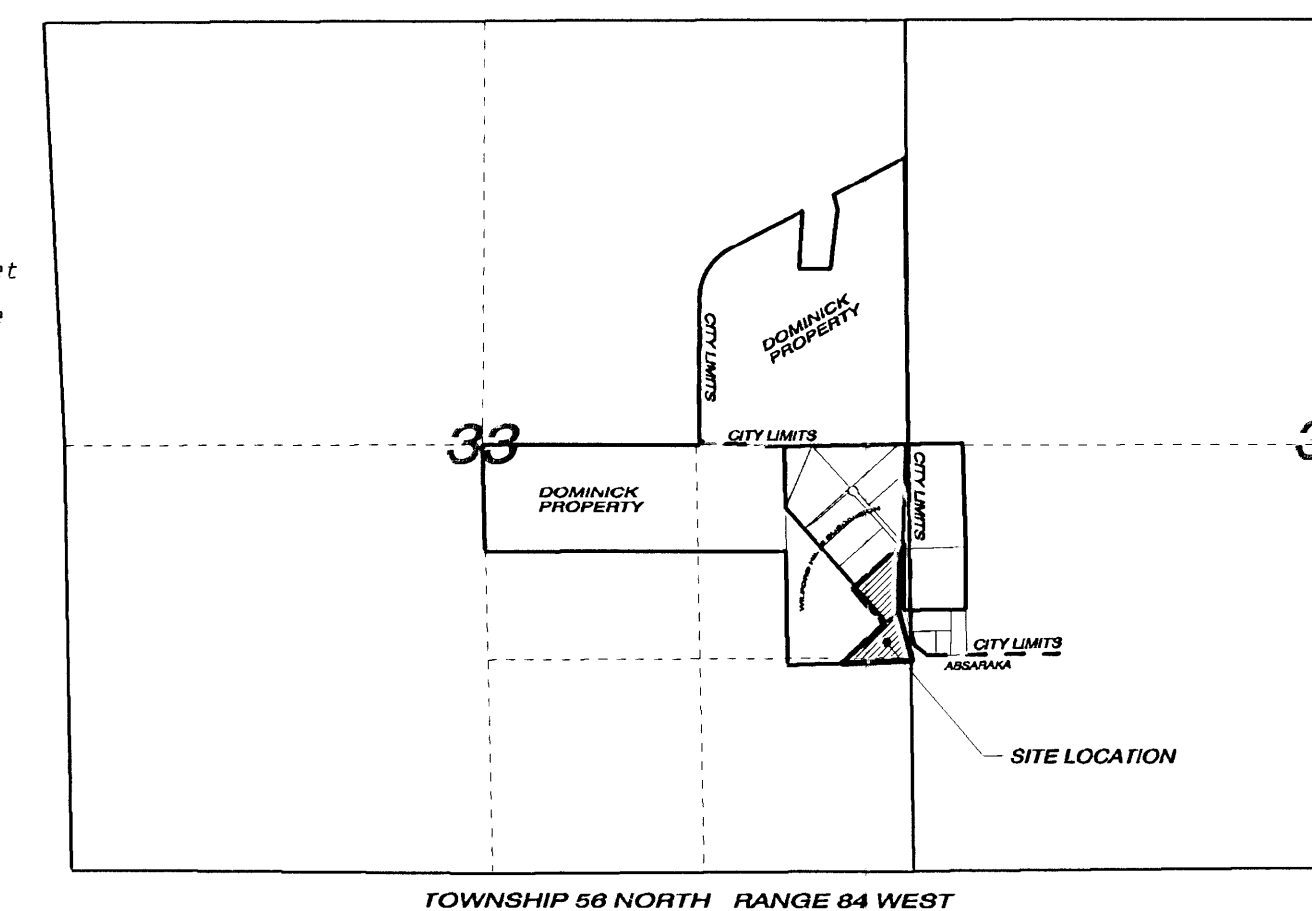 DOMINICK
PROPERTY
CITY LIMITS
CITY LIMITS
33
DOMINICK
PROPERTY
CITY LIMITS
SUBDIVISION
CITY LIMITS
ABSARAKA
SITE LOCATION
TOWNSHIP 56 NORTH RANGE 84 WEST